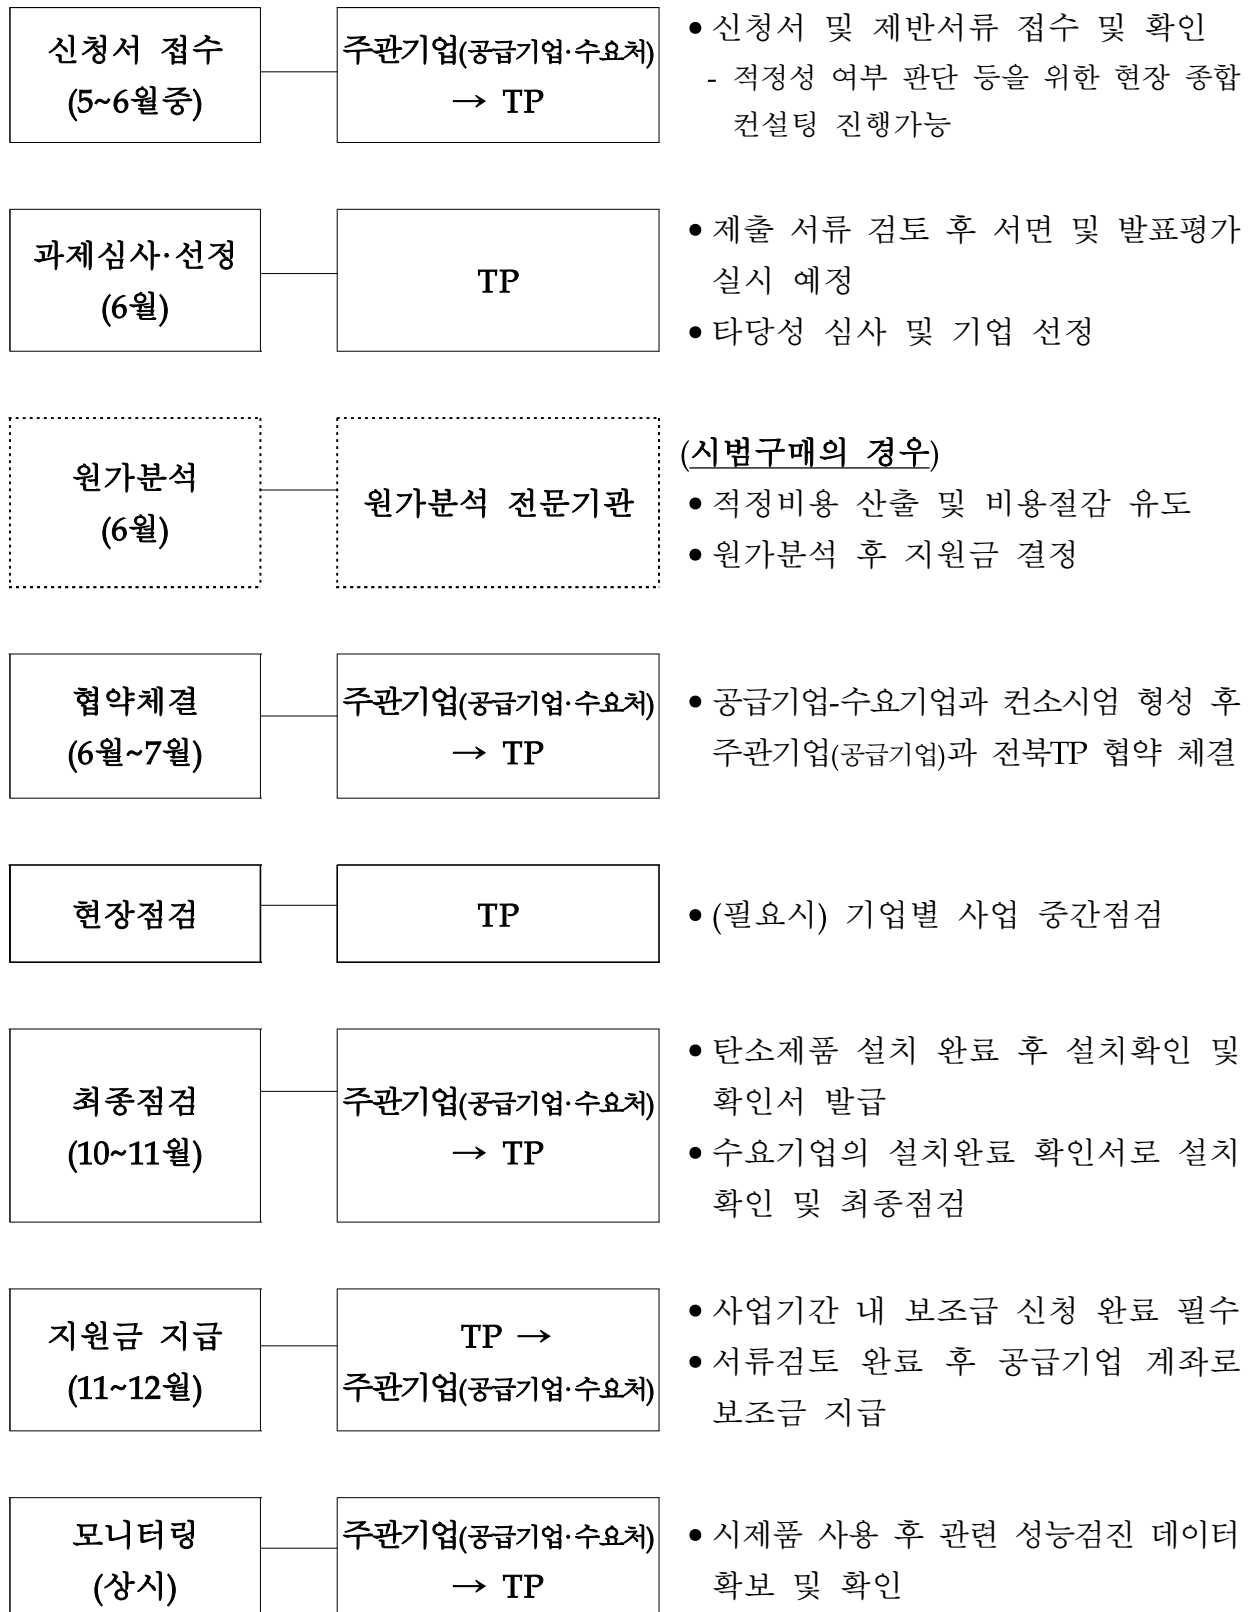 신청서 접수
(5~6월중)
주관기업(공급기업·수요처)
→ TP
• 신청서 및 제반서류 접수 및 확인
- 적정성 여부 판단 등을 위한 현장 종합
컨설팅 진행가능
과제심사·선정
(6월)
TP
• 제출 서류 검토 후 서면 및 발표평가
실시 예정
• 타당성 심사 및 기업 선정
원가분석
(6월)
원가분석 전문기관
(시범구매의 경우)
• 적정비용 산출 및 비용절감 유도
• 원가분석 후 지원금 결정
협약체결
(6월~7월)
주관기업(공급기업·수요처)
→ TP
• 공급기업-수요기업과 컨소시엄 형성 후
주관기업(공급기업)과 전북TP 협약 체결
현장점검
TP
• (필요시) 기업별 사업 중간점검
최종점검
(10~11월)
주관기업(공급기업·수요처)
→ TP
• 탄소제품 설치 완료 후 설치확인 및
확인서 발급
• 수요기업의 설치완료 확인서로 설치
확인 및 최종점검
지원금 지급
(11~12월)
TP →
주관기업(공급기업·수요처)
• 사업기간 내 보조급 신청 완료 필수
• 서류검토 완료 후 공급기업 계좌로
보조금 지급
모니터링
(상시)
주관기업(공급기업·수요처)
→ TP
• 시제품 사용 후 관련 성능검진 데이터
확보 및 확인